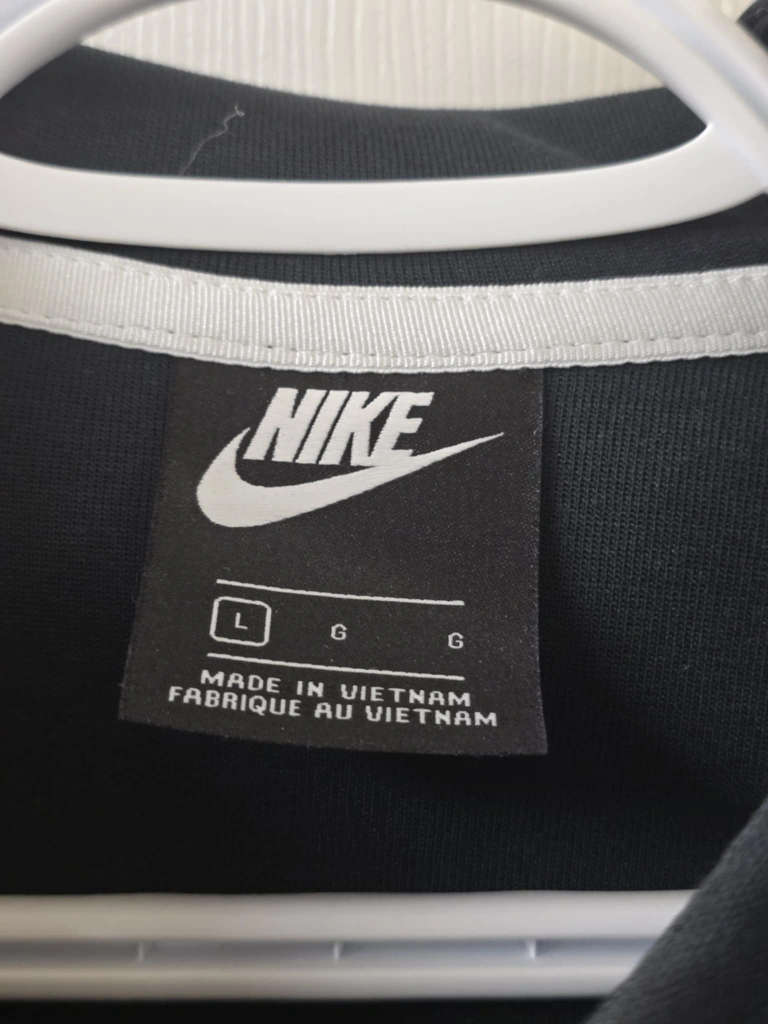 NIKE
L G G
MADE IN VIETNAM
FABRIQUE AU VIETNAM